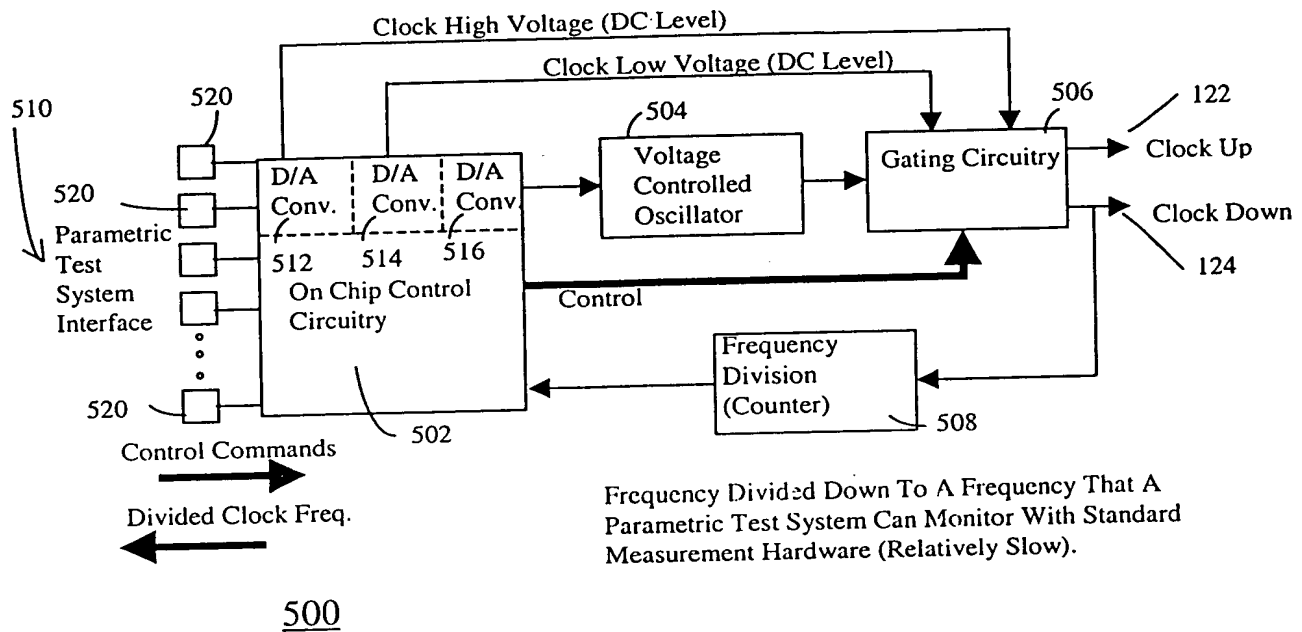 Clock High Voltage (DC Level)
Clock Low Voltage (DC Level)
510
520
504
506
122
Voltage
Controlled
Oscillator
Gating Circuitry
Clock Up
D/A
Conv.
D/A
Conv.
D/A
Conv.
520
Clock Down
124
Parametric
Test
System
Interface
512
514
516
On Chip Control
Circuitry
Control
Frequency
Division
(Counter)
508
520
502
Control Commands
Divided Clock Freq.
Frequency Divided Down To A Frequency That A
Parametric Test System Can Monitor With Standard
Measurement Hardware (Relatively Slow).
500